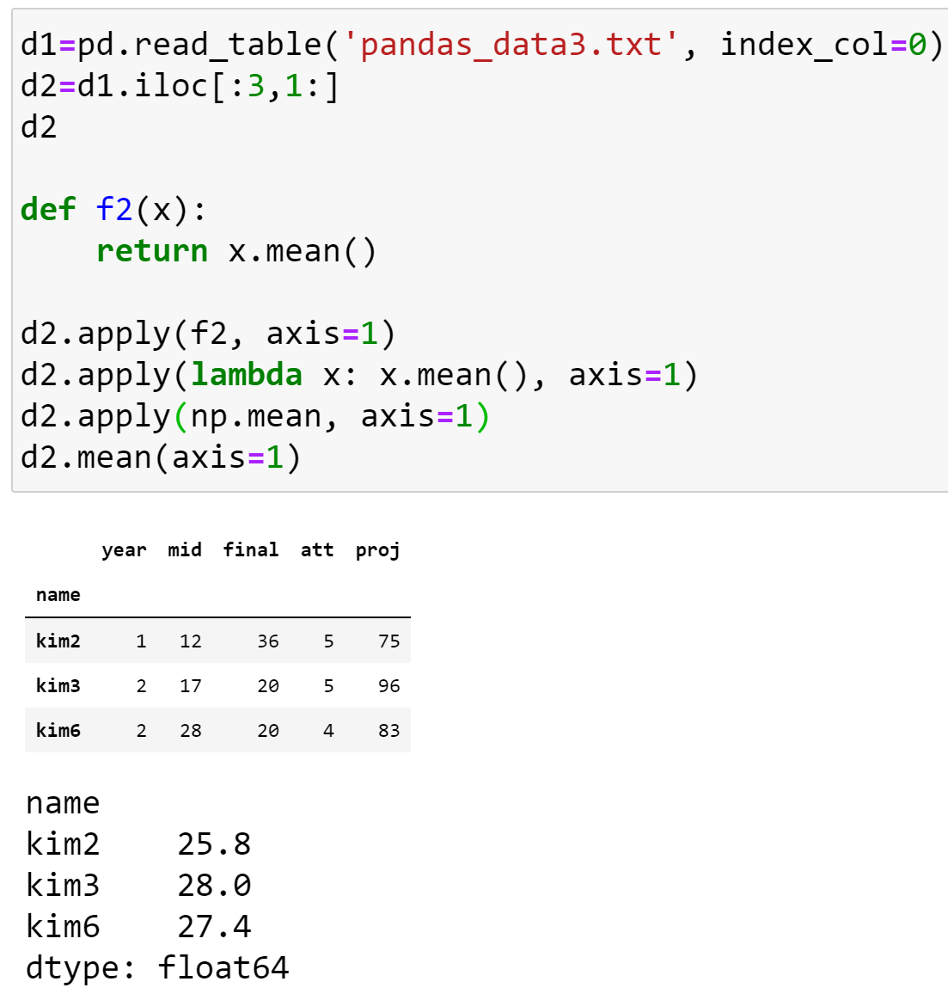 d1=pd.read_table('pandas_data3.txt', index_col=0)
d2=d1.iloc[:3,1:]
d2
def f2(x):
    return x.mean()
d2.apply(f2, axis=1)
d2.apply(lambda x: x.mean(), axis=1)
d2.apply(np.mean, axis=1)
d2.mean(axis=1)
year mid final att proj
name
kim2 1 12 36 5 75
kim3 2 17 20 5 96
kim6 2 28 20 4 83
name
kim2    25.8
kim3    28.0
kim6    27.4
dtype: float64